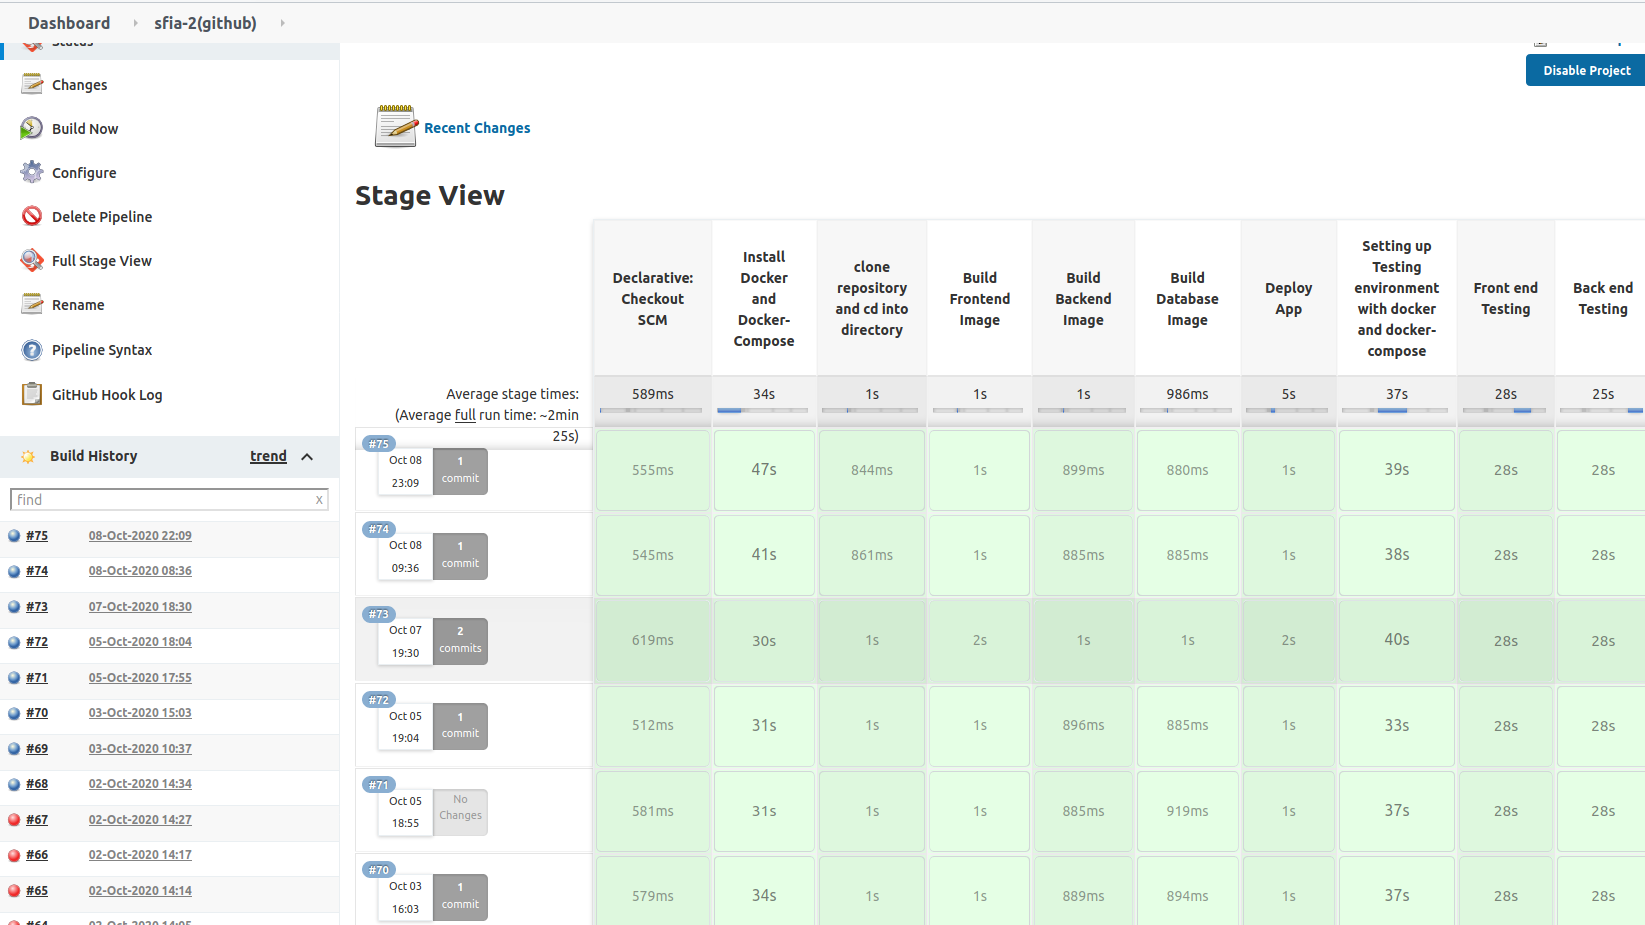 Dashboard
sfia-2(github)
Status
Changes
Build Now
Configure
Delete Pipeline
Full Stage View
Rename
Pipeline Syntax
GitHub Hook Log
Build History
trend
find
x
#75 08-Oct-2020 22:09
#74 08-Oct-2020 08:36
#73 07-Oct-2020 18:30
#72 05-Oct-2020 18:04
#71 05-Oct-2020 17:55
#70 03-Oct-2020 15:03
#69 03-Oct-2020 10:37
#68 02-Oct-2020 14:34
#67 02-Oct-2020 14:27
#66 02-Oct-2020 14:17
#65 02-Oct-2020 14:14
#64 02-Oct-2020 14:05
Disable Project
Recent Changes
Stage View
Declarative:
Checkout
SCM
Install
Docker
and
Docker-
Compose
clone
repository
and cd into
directory
Build
Frontend
Image
Build
Backend
Image
Build
Database
Image
Deploy
App
Setting up
Testing
environment
with docker
and docker-
compose
Front end
Testing
Back end
Testing
Average stage times:
(Average full run time: ~2min
25s)
589ms 34s 1s 1s 1s 986ms 5s 37s 28s 25s
#75
Oct 08
23:09
1
commit
555ms 47s 844ms 1s 899ms 880ms 1s 39s 28s 28s
#74
Oct 08
09:36
1
commit
545ms 41s 861ms 1s 885ms 885ms 1s 38s 28s 28s
#73
Oct 07
19:30
2
commits
619ms 30s 1s 2s 1s 1s 2s 40s 28s 28s
#72
Oct 05
19:04
1
commit
512ms 31s 1s 1s 896ms 885ms 1s 33s 28s 28s
#71
Oct 05
18:55
No
Changes
581ms 31s 1s 1s 885ms 919ms 1s 37s 28s 28s
#70
Oct 03
16:03
1
commit
579ms 34s 1s 1s 889ms 894ms 1s 37s 28s 28s